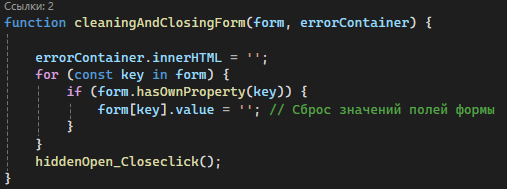 Ссылки: 2
function cleaningAndClosingForm(form, errorContainer) {
errorContainer.innerHTML = '';
for (const key in form) {
if (form.hasOwnProperty(key)) {
form[key].value = ''; // Сброс значений полей формы
}
}
hiddenOpen_Closeclick();
}